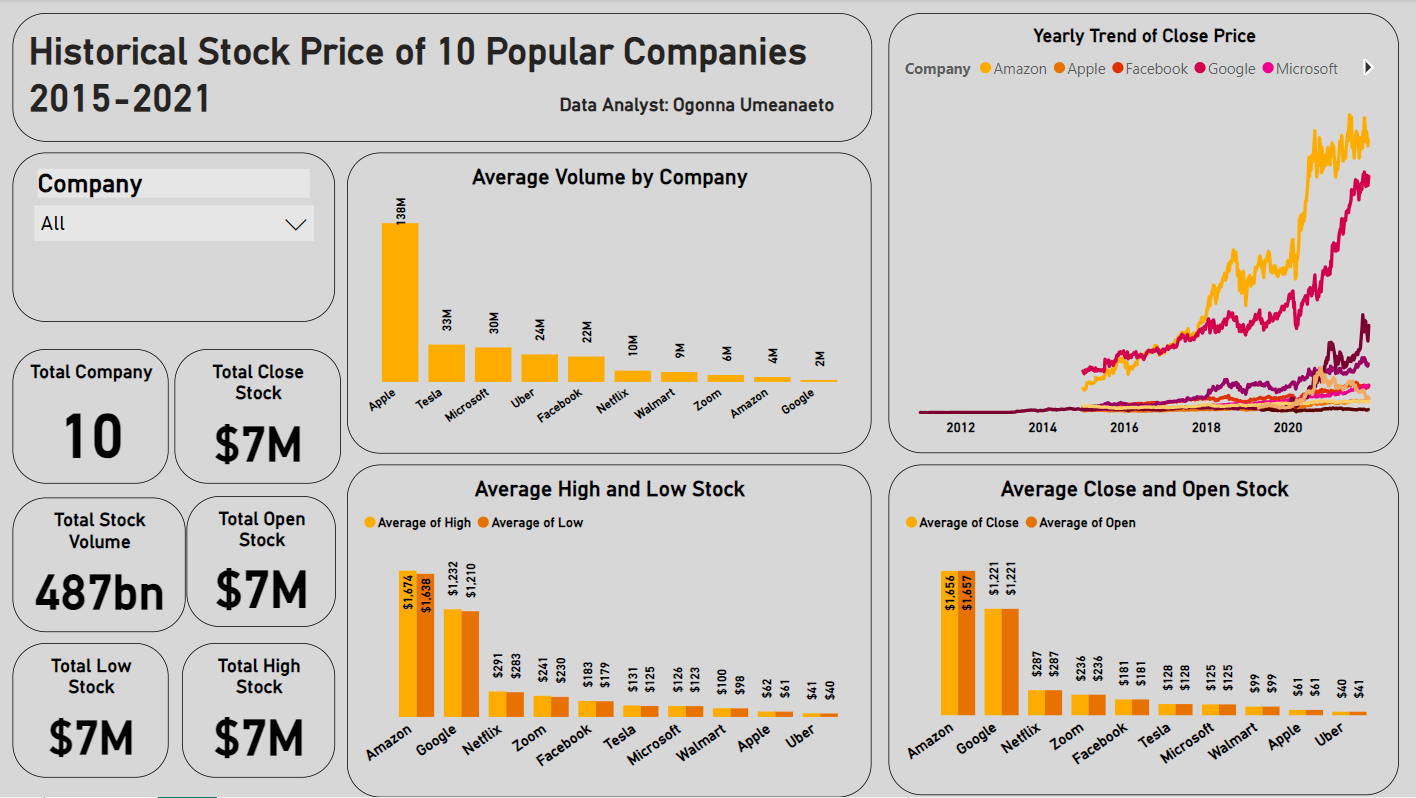 Historical Stock Price of 10 Popular Companies
2015-2021
Data Analyst: Ogonna Umeanaeto
Company
All
Total Company
10
Total Close
Stock
$7M
Total Stock
Volume
487bn
Total Open
Stock
$7M
Total Low
Stock
$7M
Total High
Stock
$7M
Average Volume by Company
138M
33M
30M
24M
22M
10M
9M
6M
4M
2M
Apple
Tesla
Microsoft
Uber
Facebook
Netflix
Walmart
Zoom
Amazon
Google
Yearly Trend of Close Price
Company Amazon Apple Facebook Google Microsoft
2012 2014 2016 2018 2020
Average High and Low Stock
Average of High Average of Low
$1,674 $1,638
$1,232 $1,210
$291 $283
$241 $230
$183 $179
$131 $125
$126 $123
$100 $98
$62 $61
$41 $40
Amazon
Google
Netflix
Zoom
Facebook
Tesla
Microsoft
Walmart
Apple
Uber
Average Close and Open Stock
Average of Close Average of Open
$1,656 $1,657
$1,221 $1,221
$287 $287
$236 $236
$181 $181
$128 $128
$125 $125
$99 $99
$61 $61
$40 $41
Amazon
Google
Netflix
Zoom
Facebook
Tesla
Microsoft
Walmart
Apple
Uber